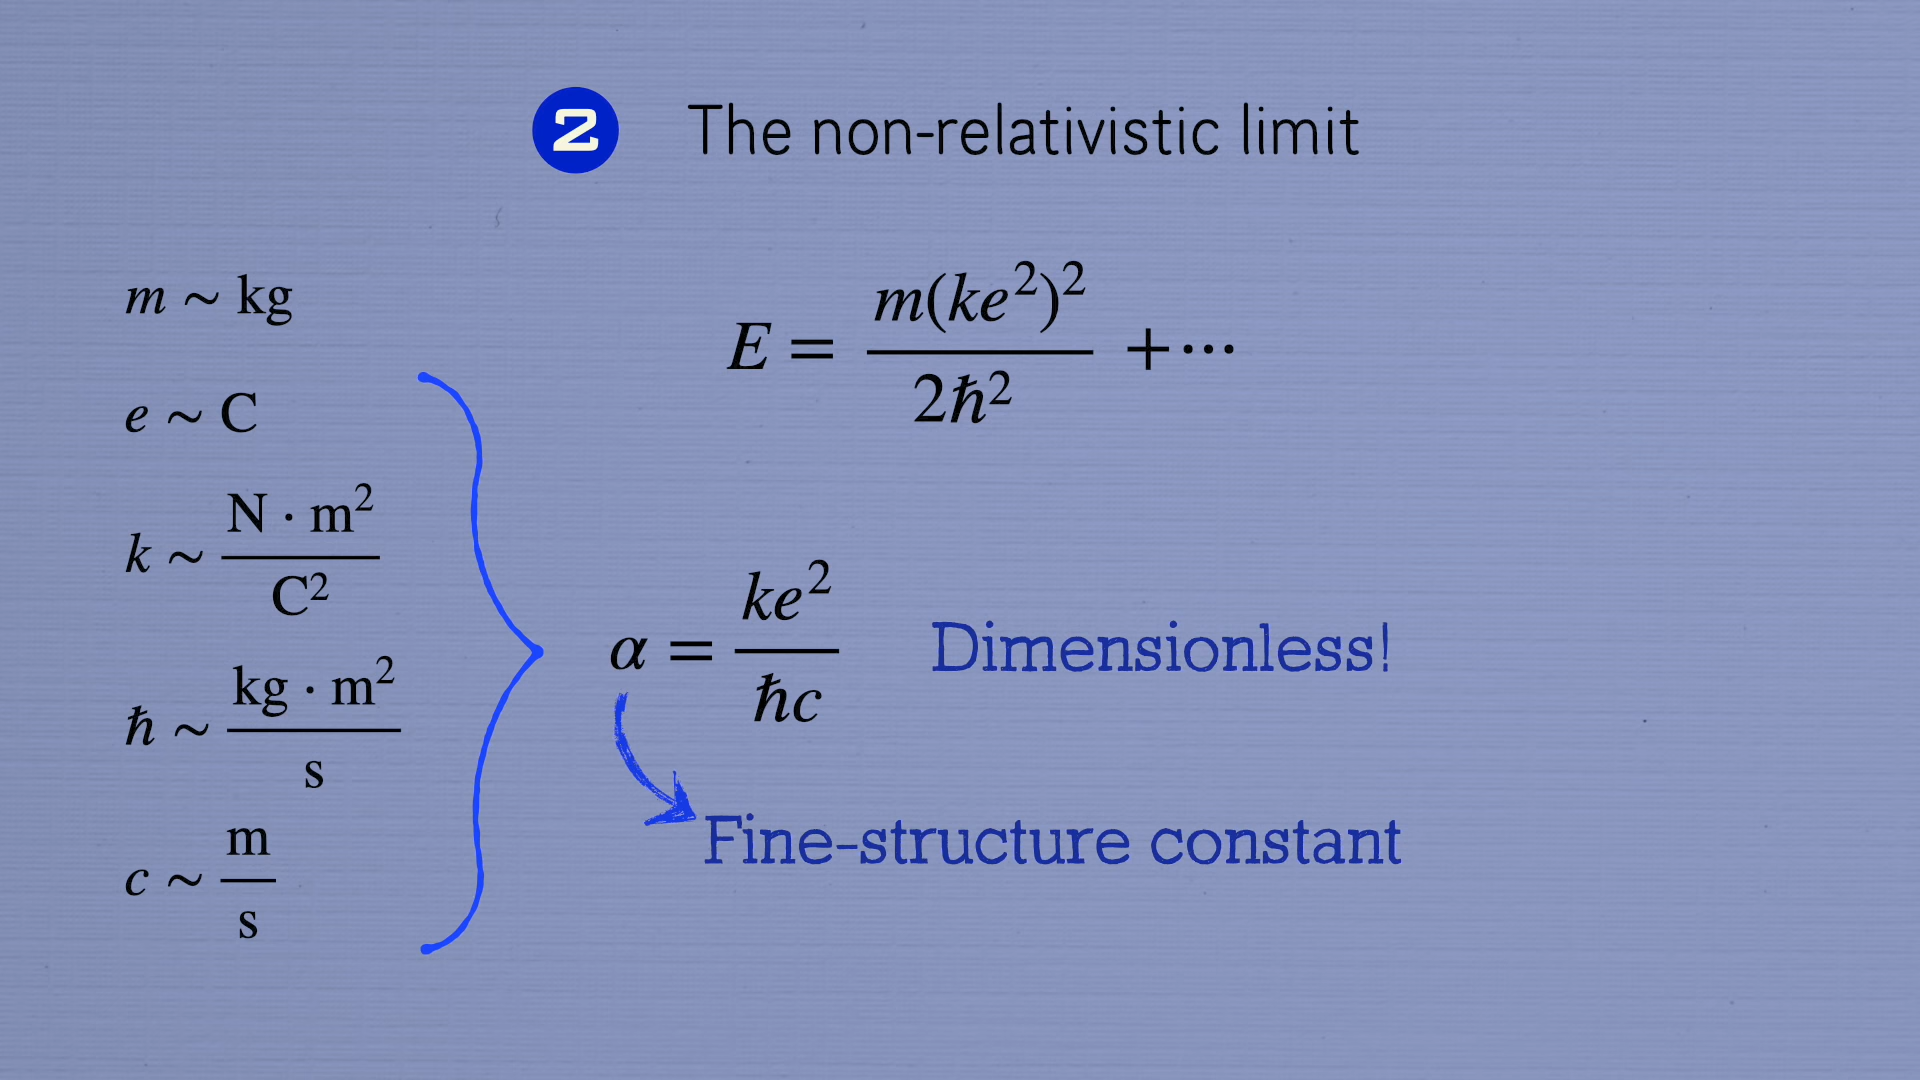 2 The non-relativistic limit
m ∼ kg
e ∼ C
k ∼ N · m² / C²
ħ ∼ kg · m² / s
c ∼ m / s
E = m(ke²)² / 2ħ² + ⋯
α = ke² / ħc Dimensionless!
Fine-structure constant